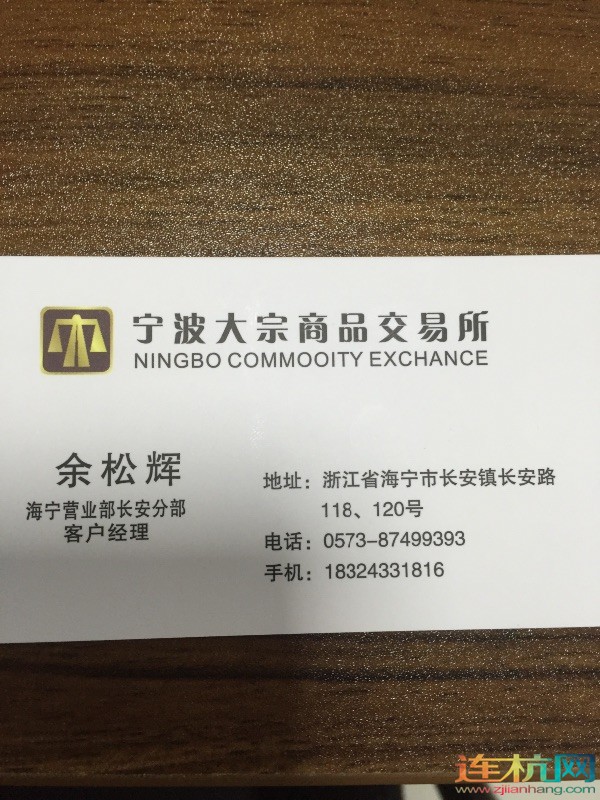 宁波大宗商品交易所
NINGBO COMMOOITY EXCHANCE
余松辉
海宁营业部长安分部
客户经理
地址：浙江省海宁市长安镇长安路
118、120号
电话：0573-87499393
手机：18324331816
连杭网
www.zjlianhang.com